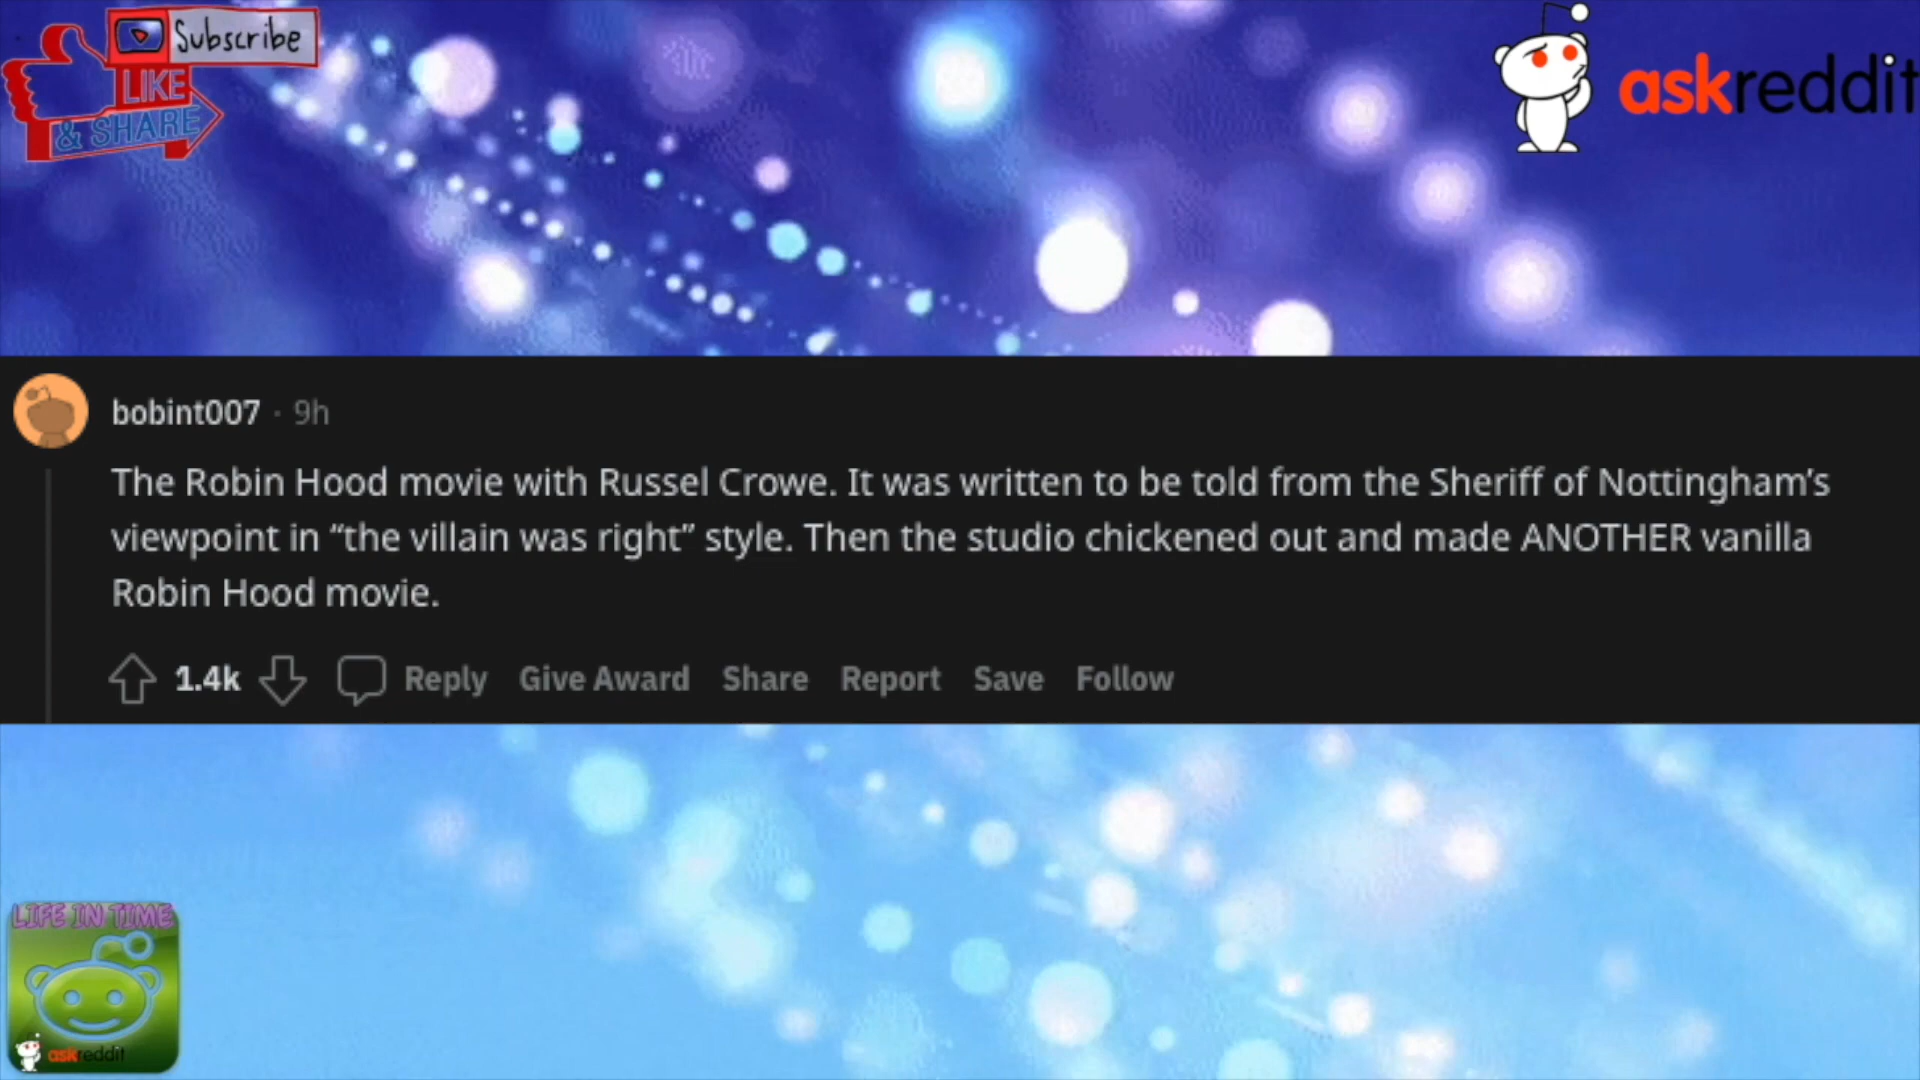 Subscribe
LIKE
& SHARE
askreddit
bobint007 · 9h
The Robin Hood movie with Russel Crowe. It was written to be told from the Sheriff of Nottingham’s
viewpoint in “the villain was right” style. Then the studio chickened out and made ANOTHER vanilla
Robin Hood movie.
1.4k Reply Give Award Share Report Save Follow
LIFE IN TIME
askreddit